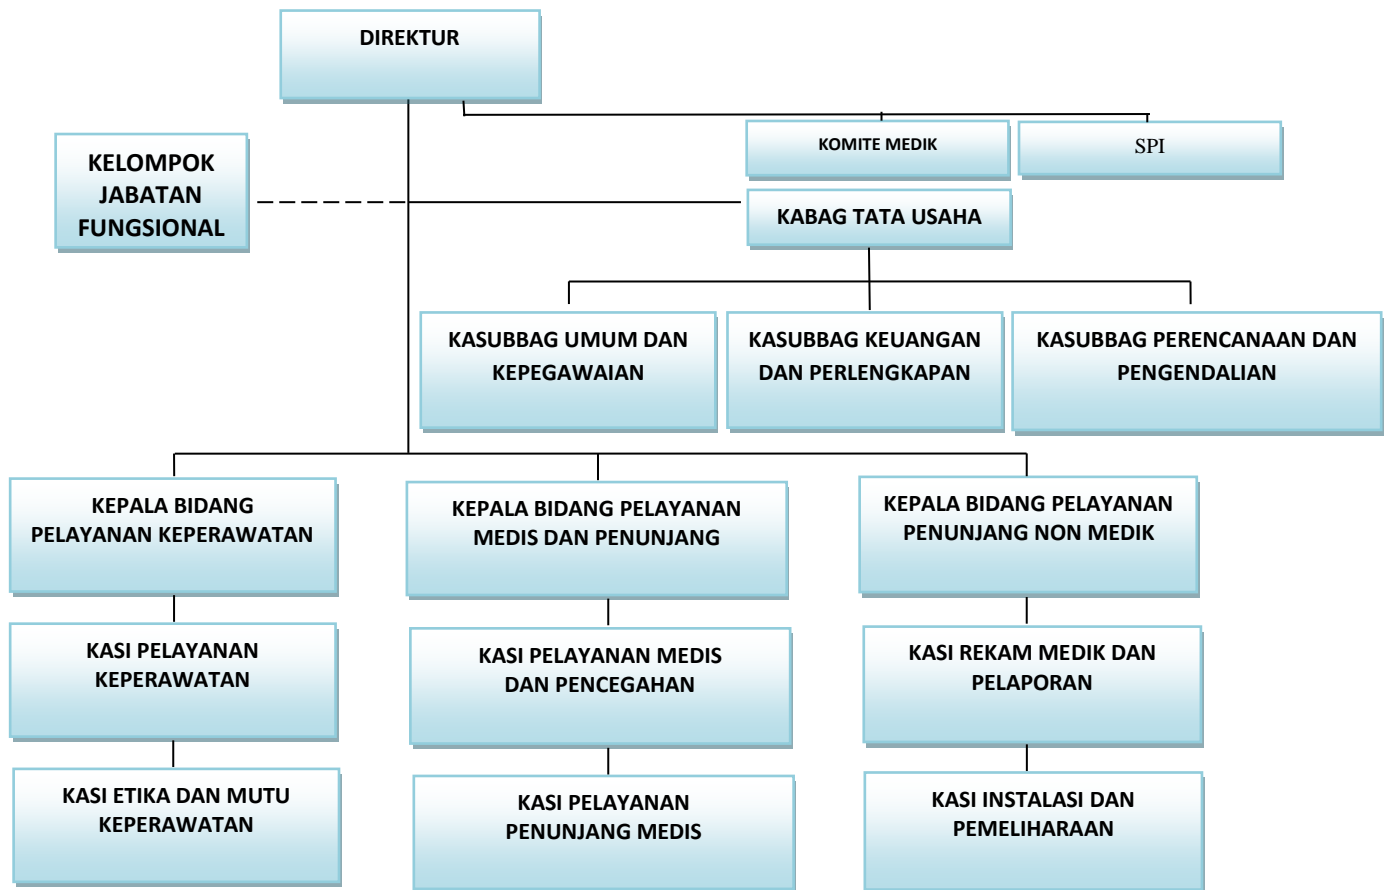 DIREKTUR
KOMITE MEDIK
SPI
KELOMPOK
JABATAN
FUNGSIONAL
KABAG TATA USAHA
KASUBBAG UMUM DAN
KEPEGAWAIAN
KASUBBAG KEUANGAN
DAN PERLENGKAPAN
KASUBBAG PERENCANAAN DAN
PENGENDALIAN
KEPALA BIDANG
PELAYANAN KEPERAWATAN
KEPALA BIDANG PELAYANAN
MEDIS DAN PENUNJANG
KEPALA BIDANG PELAYANAN
PENUNJANG NON MEDIK
KASI PELAYANAN
KEPERAWATAN
KASI PELAYANAN MEDIS
DAN PENCEGAHAN
KASI REKAM MEDIK DAN
PELAPORAN
KASI ETIKA DAN MUTU
KEPERAWATAN
KASI PELAYANAN
PENUNJANG MEDIS
KASI INSTALASI DAN
PEMELIHARAAN